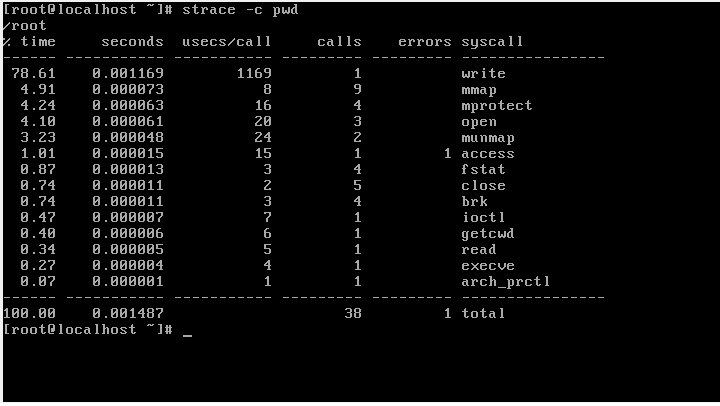 [root@localhost ~]# strace -c pwd
/root
% time     seconds  usecs/call     calls    errors syscall
------ ----------- ----------- --------- --------- ----------------
 78.61    0.001169        1169         1           write
  4.91    0.000073           8         9           mmap
  4.24    0.000063          16         4           mprotect
  4.10    0.000061          20         3           open
  3.23    0.000048          24         2           munmap
  1.01    0.000015          15         1         1 access
  0.87    0.000013           3         4           fstat
  0.74    0.000011           2         5           close
  0.74    0.000011           3         4           brk
  0.47    0.000007           7         1           ioctl
  0.40    0.000006           6         1           getcwd
  0.34    0.000005           5         1           read
  0.27    0.000004           4         1           execve
  0.07    0.000001           1         1           arch_prctl
------ ----------- ----------- --------- --------- ----------------
100.00    0.001487                    38         1 total
[root@localhost ~]# _